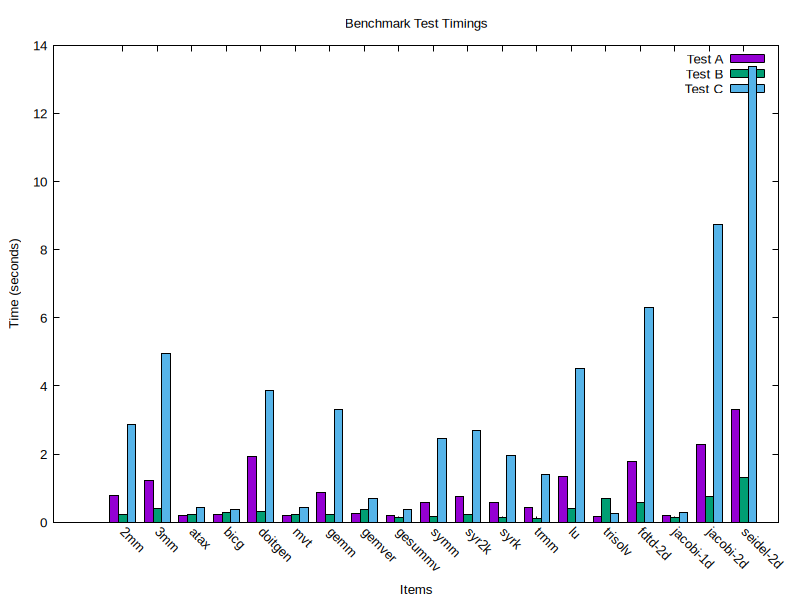 Benchmark Test Timings
Test A
Test B
Test C
14
12
10
8
6
4
2
0
Time (seconds)
2mm
3mm
atax
bicg
doitgen
mvt
gemm
gemver
gesummv
symm
syr2k
syrk
trmm
lu
trisolv
fdtd-2d
jacobi-1d
jacobi-2d
seidel-2d
Items